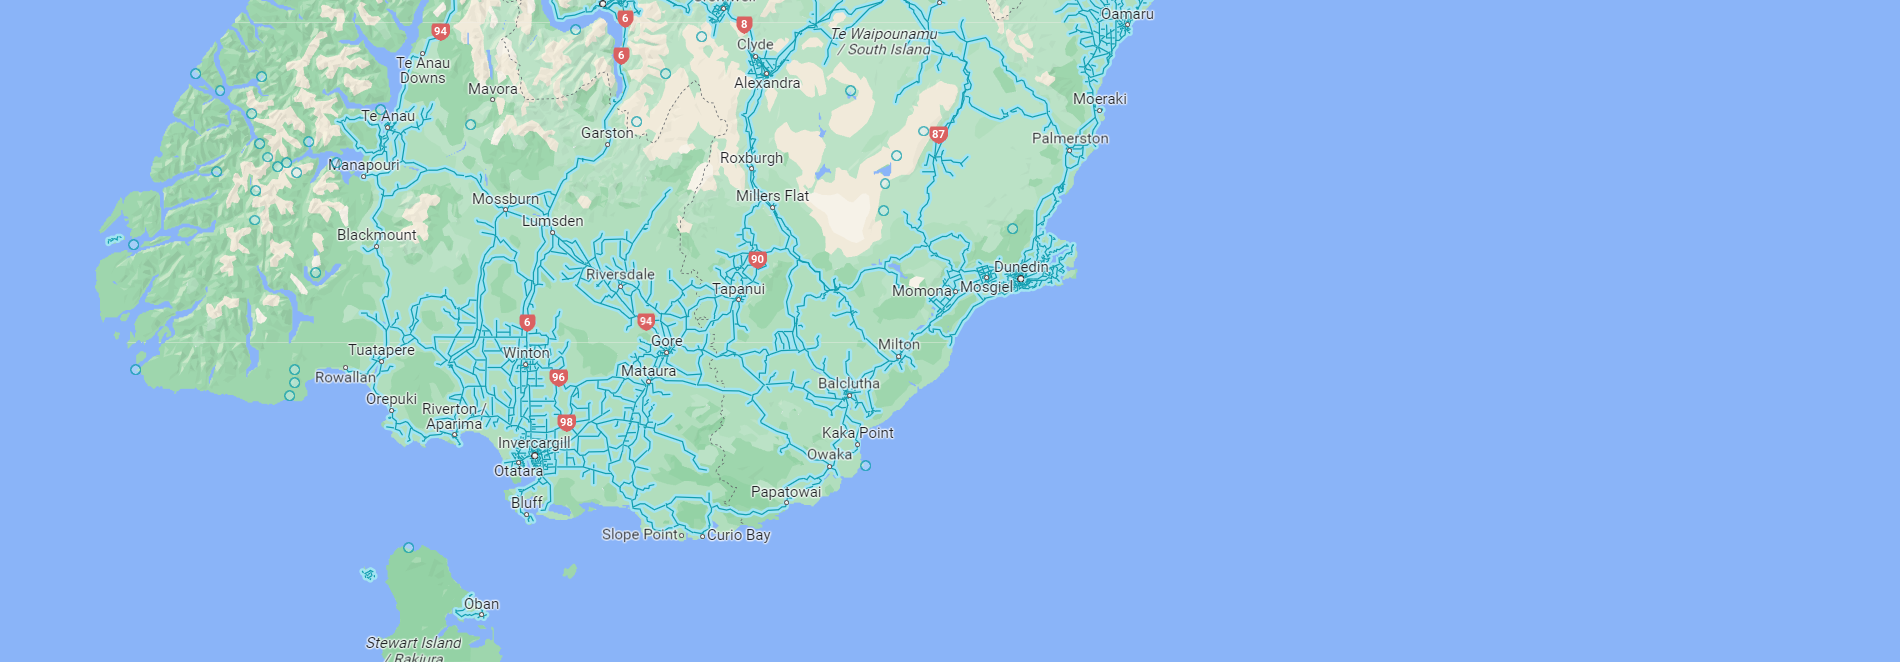 Oamaru
6
8
94
Te Waipounamu
/ South Island
Clyde
6
Te Anau
Downs
Alexandra
Mavora
Moeraki
Te Anau
Garston
87
Palmerston
Roxburgh
Manapouri
Millers Flat
Mossburn
Lumsden
Blackmount
90
Dunedin
Riversdale
Tapanui
Momona
Mosgiel
6
94
Gore
Milton
Tuatapere
Winton
Rowallan
96
Mataura
Balclutha
Orepuki
Riverton /
Aparima
98
Kaka Point
Invercargill
Owaka
Otatara
Papatowai
Bluff
Slope Point
Curio Bay
Oban
Stewart Island
/ Rakiura